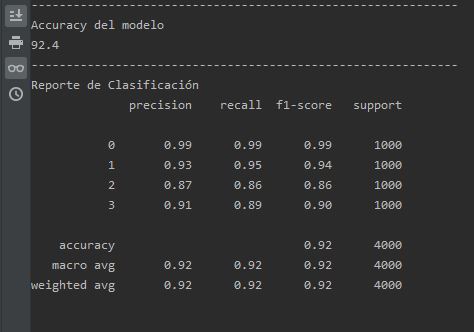 --------------------------------------------------------------
Accuracy del modelo
92.4
--------------------------------------------------------------
Reporte de Clasificación
              precision    recall  f1-score   support

           0       0.99      0.99      0.99      1000
           1       0.93      0.95      0.94      1000
           2       0.87      0.86      0.86      1000
           3       0.91      0.89      0.90      1000

    accuracy                           0.92      4000
   macro avg       0.92      0.92      0.92      4000
weighted avg       0.92      0.92      0.92      4000